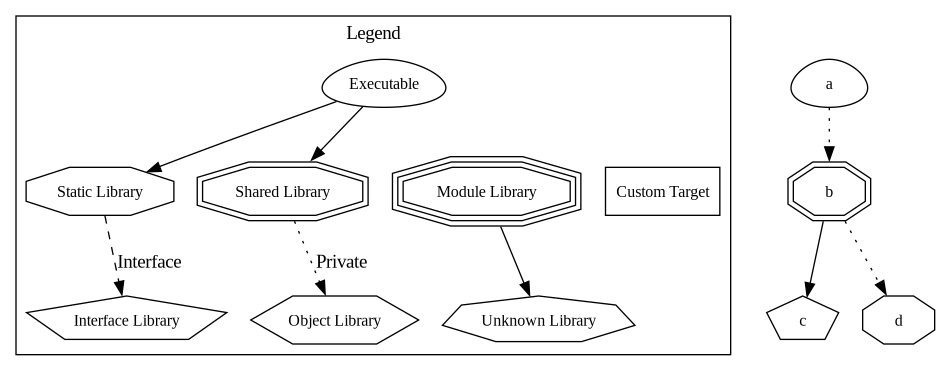 Legend
Executable
a
Static Library
Shared Library
Module Library
Custom Target
b
Interface
Private
Interface Library
Object Library
Unknown Library
c
d